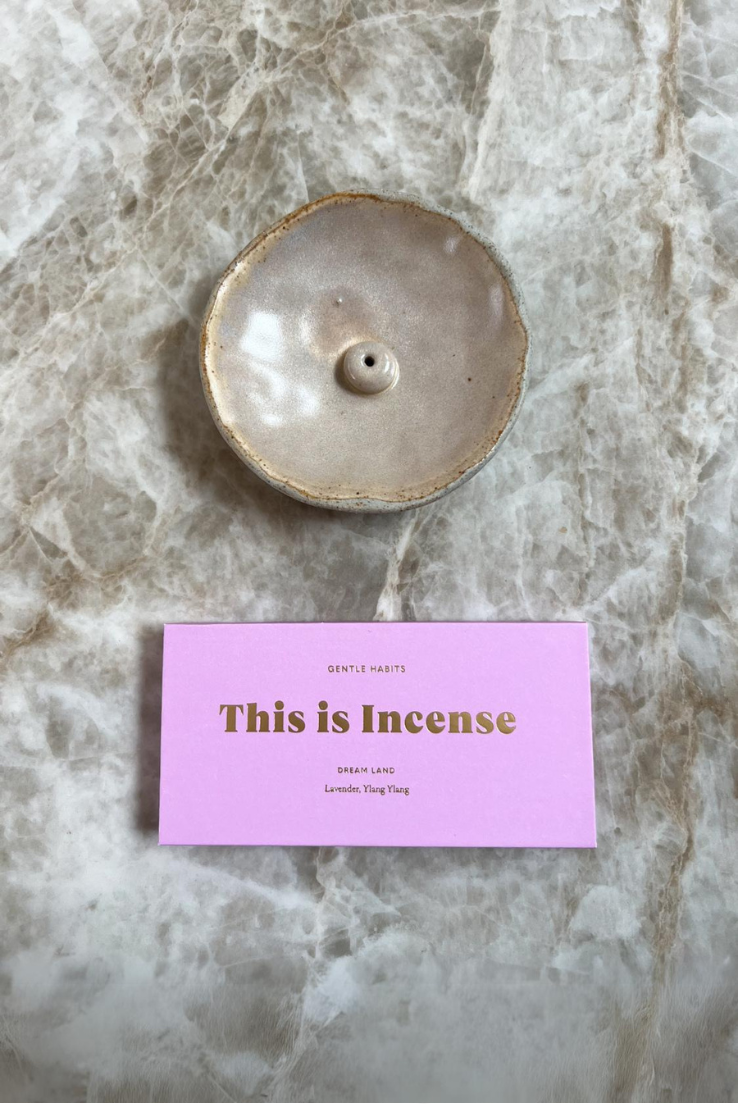 GENTLE HABITS
This is Incense
DREAM LAND
Lavender, Ylang Ylang